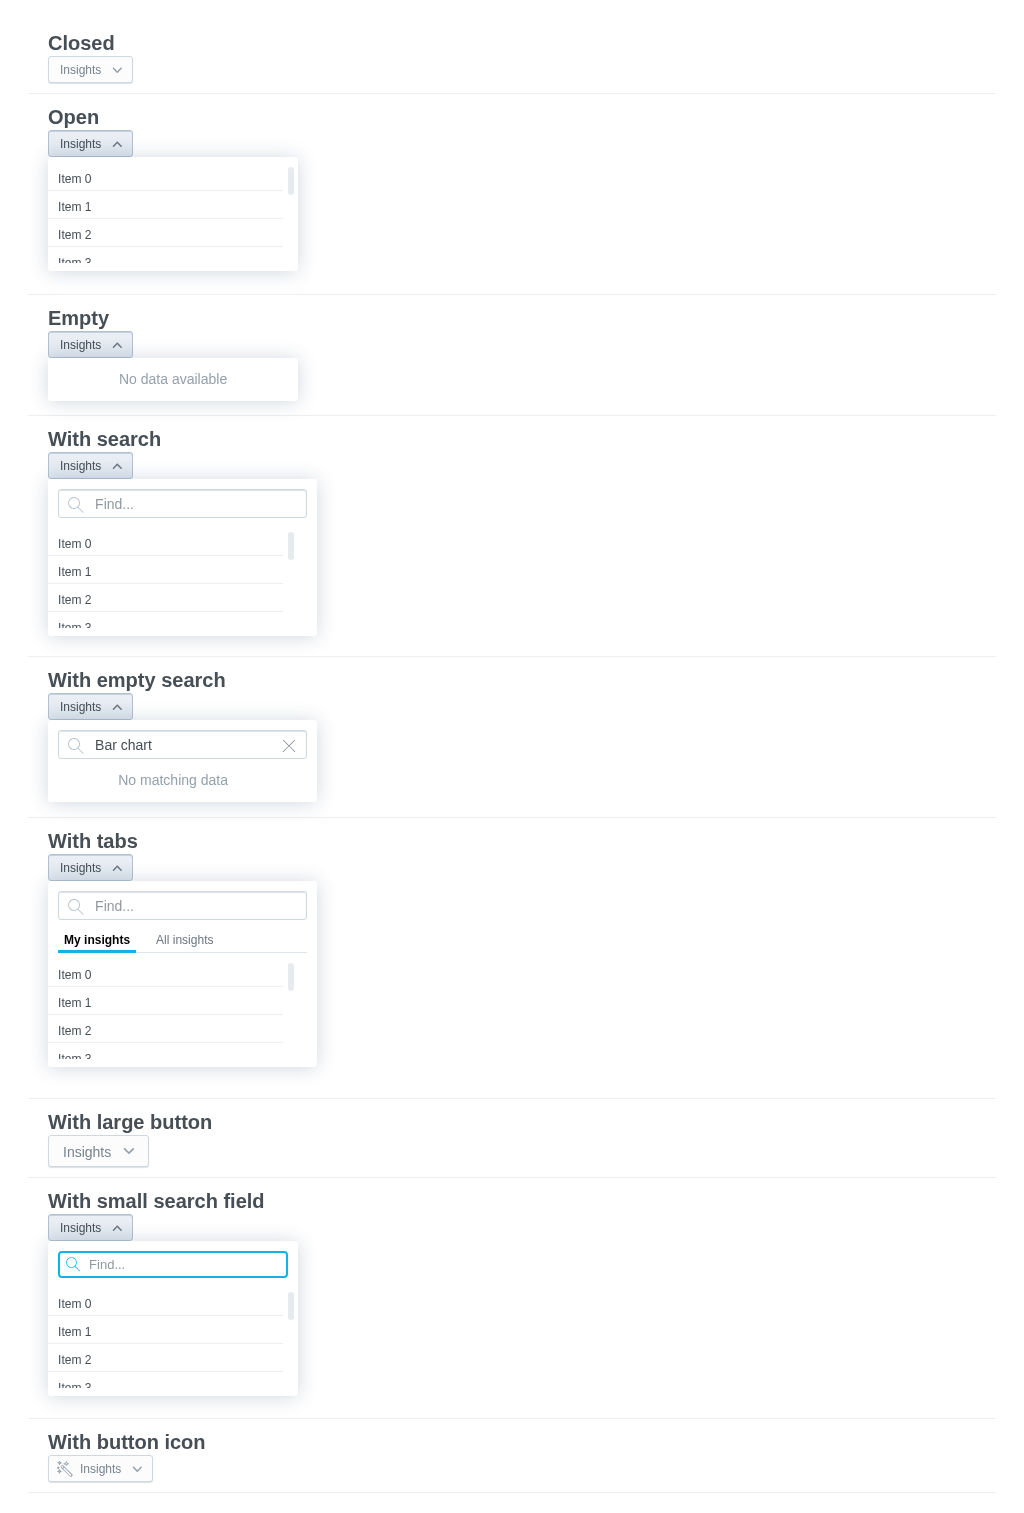 Closed
Insights
Open
Insights
Item 0
Item 1
Item 2
Item 3
Empty
Insights
No data available
With search
Insights
Find...
Item 0
Item 1
Item 2
Item 3
With empty search
Insights
Bar chart
No matching data
With tabs
Insights
Find...
My insights All insights
Item 0
Item 1
Item 2
Item 3
With large button
Insights
With small search field
Insights
Find...
Item 0
Item 1
Item 2
Item 3
With button icon
Insights